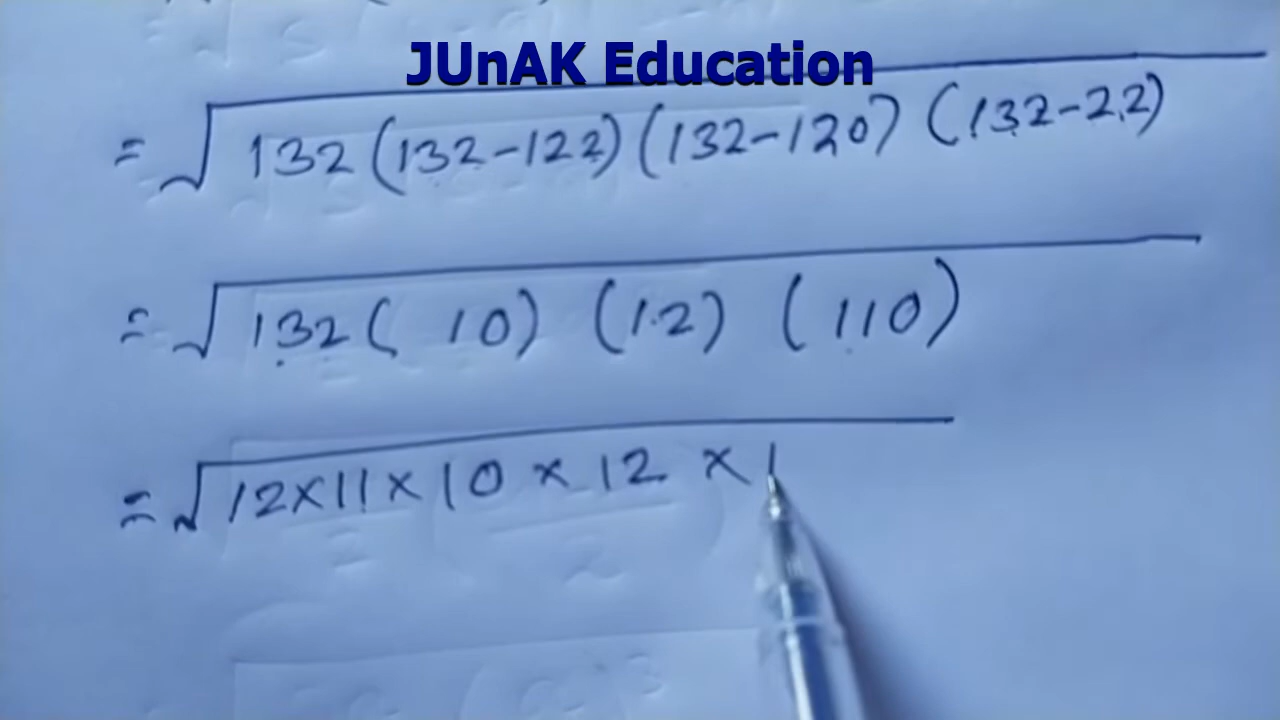 JUnAK Education
= √132(132-122)(132-120)(132-22)
= √132( 10) (12) (110)
= √12×11×10×12×1